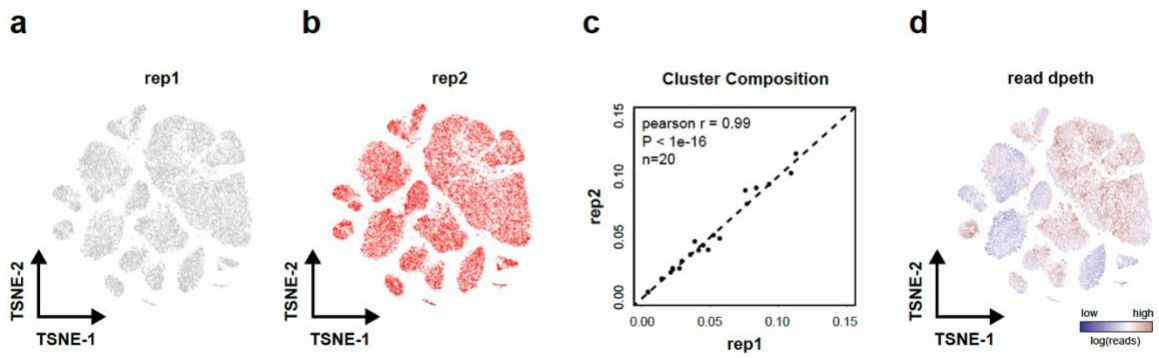 a
rep1
TSNE-2
TSNE-1
b
rep2
TSNE-2
TSNE-1
c
Cluster Composition
pearson r = 0.99
P < 1e-16
n=20
rep2
0.15
0.10
0.05
0.00
0.00 0.05 0.10 0.15
rep1
d
read dpeth
TSNE-2
TSNE-1
low high
log(reads)